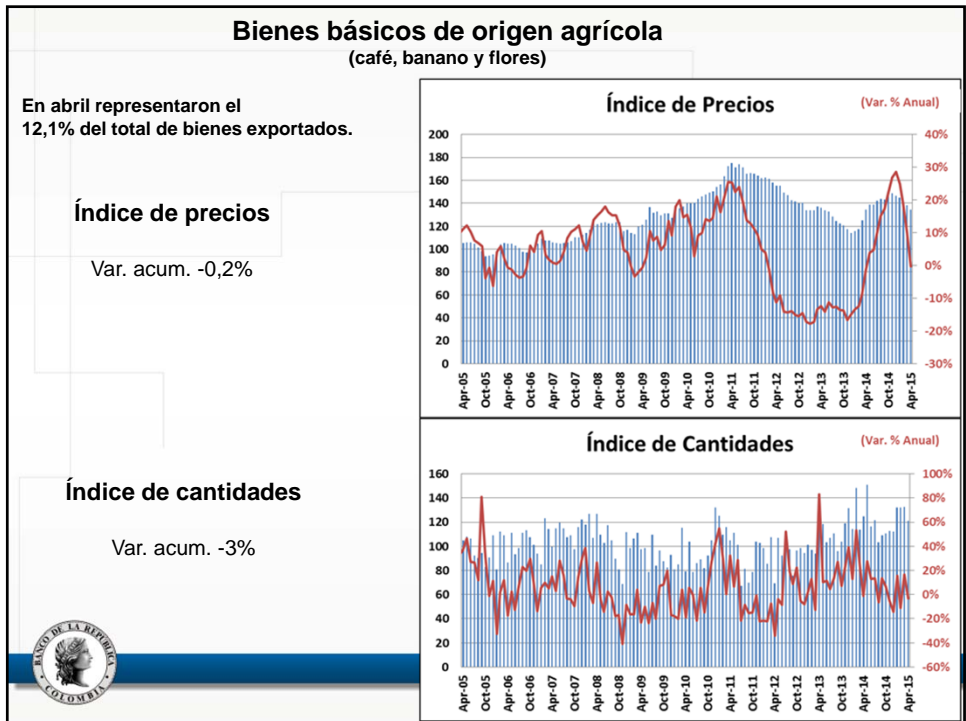 Bienes básicos de origen agrícola
(café, banano y flores)
En abril representaron el
12,1% del total de bienes exportados.
Índice de precios
Var. acum. -0,2%
Índice de Precios
(Var. % Anual)
200
180
160
140
120
100
80
60
40
20
0
40%
30%
20%
10%
0%
-10%
-20%
-30%
Apr-05
Oct-05
Apr-06
Oct-06
Apr-07
Oct-07
Apr-08
Oct-08
Apr-09
Oct-09
Apr-10
Oct-10
Apr-11
Oct-11
Apr-12
Oct-12
Apr-13
Oct-13
Apr-14
Oct-14
Apr-15
Índice de cantidades
Var. acum. -3%
Índice de Cantidades
(Var. % Anual)
160
140
120
100
80
60
40
20
0
100%
80%
60%
40%
20%
0%
-20%
-40%
-60%
Apr-05
Oct-05
Apr-06
Oct-06
Apr-07
Oct-07
Apr-08
Oct-08
Apr-09
Oct-09
Apr-10
Oct-10
Apr-11
Oct-11
Apr-12
Oct-12
Apr-13
Oct-13
Apr-14
Oct-14
Apr-15
BANCO DE LA REPÚBLICA
COLOMBIA